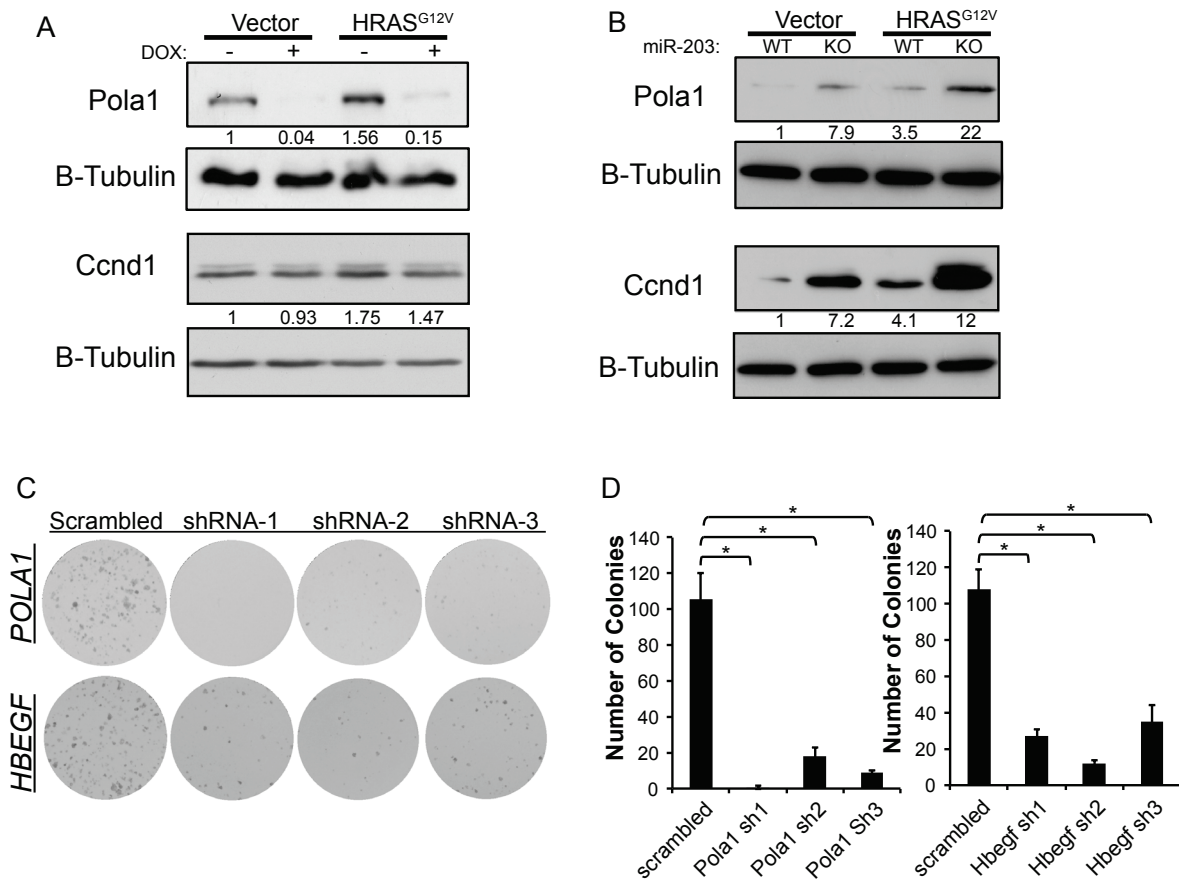 A
Vector HRASG12V
DOX: - + - +
Pola1
1 0.04 1.56 0.15
B-Tubulin
Ccnd1
1 0.93 1.75 1.47
B-Tubulin
B
Vector HRASG12V
miR-203: WT KO WT KO
Pola1
1 7.9 3.5 22
B-Tubulin
Ccnd1
1 7.2 4.1 12
B-Tubulin
C
Scrambled shRNA-1 shRNA-2 shRNA-3
POLA1
HBEGF
D
Number of Colonies
140
120
100
80
60
40
20
0
* * *
scrambled
Pola1 sh1
Pola1 sh2
Pola1 Sh3
Number of Colonies
140
120
100
80
60
40
20
0
* * *
scrambled
Hbegf sh1
Hbegf sh2
Hbegf sh3